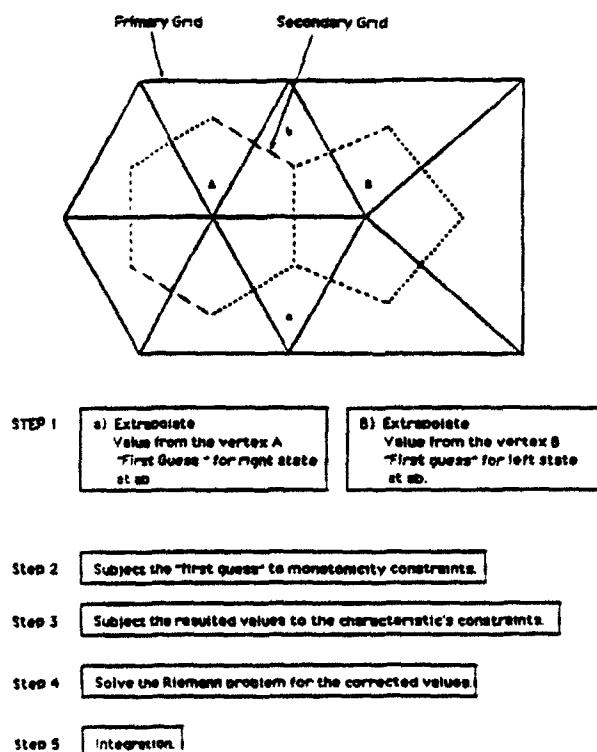 Primary Grid
Secondary Grid
b
A
B
a
STEP 1
a) Extrapolate
Value from the vertex A
"First Guess" for right state
at ab
B) Extrapolate
Value from the vertex B
"First guess" for left state
at ab.
Step 2
Subject the "first guess" to monotonicity constraints.
Step 3
Subject the resulted values to the characteristic's constraints.
Step 4
Solve the Riemann problem for the corrected values.
Step 5
Integration.